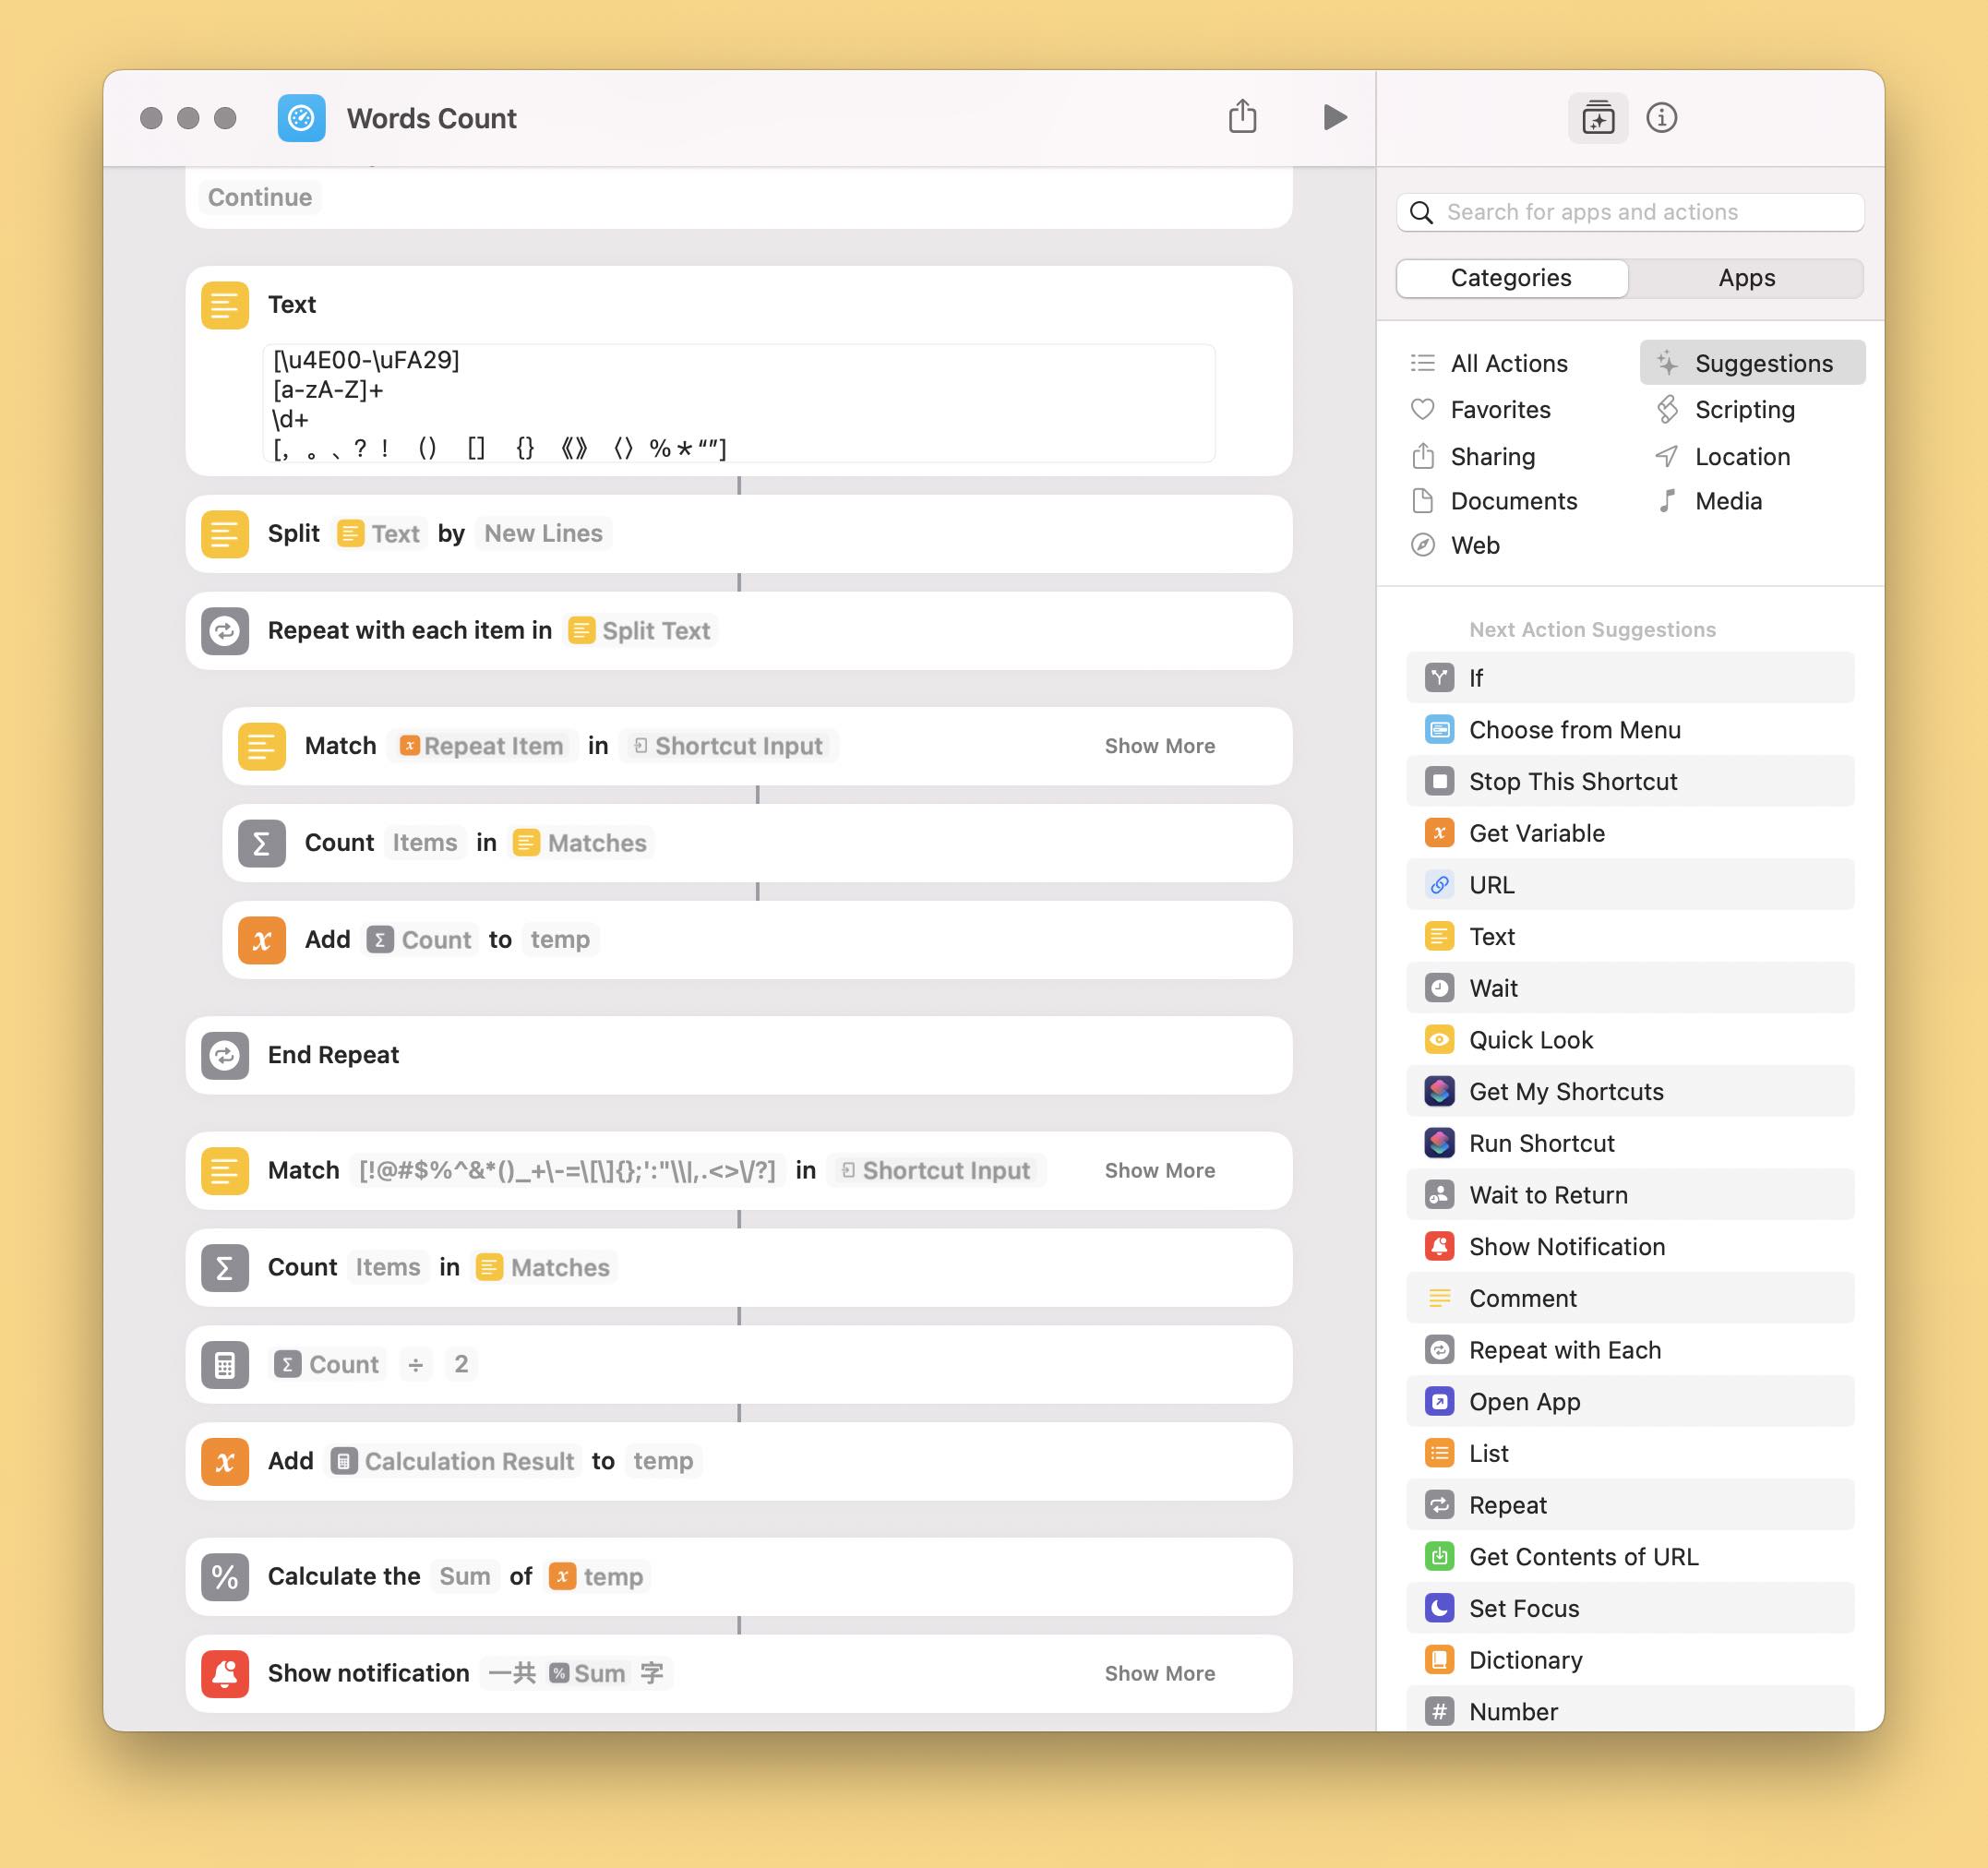 Words Count
Continue
Text
[\u4E00-\uFA29]
[a-zA-Z]+
\d+
[，。、？！（）［］｛｝《》〈〉%＊“”]
Split Text by New Lines
Repeat with each item in Split Text
Match Repeat Item in Shortcut Input Show More
Count Items in Matches
Add Count to temp
End Repeat
Match [!@#$%^&*()_+\-=\[\]{};':"\\|,.<>\/?] in Shortcut Input Show More
Count Items in Matches
Count ÷ 2
Add Calculation Result to temp
Calculate the Sum of temp
Show notification 一共 Sum 字 Show More
Search for apps and actions
Categories Apps
All Actions Suggestions
Favorites Scripting
Sharing Location
Documents Media
Web
Next Action Suggestions
If
Choose from Menu
Stop This Shortcut
Get Variable
URL
Text
Wait
Quick Look
Get My Shortcuts
Run Shortcut
Wait to Return
Show Notification
Comment
Repeat with Each
Open App
List
Repeat
Get Contents of URL
Set Focus
Dictionary
Number